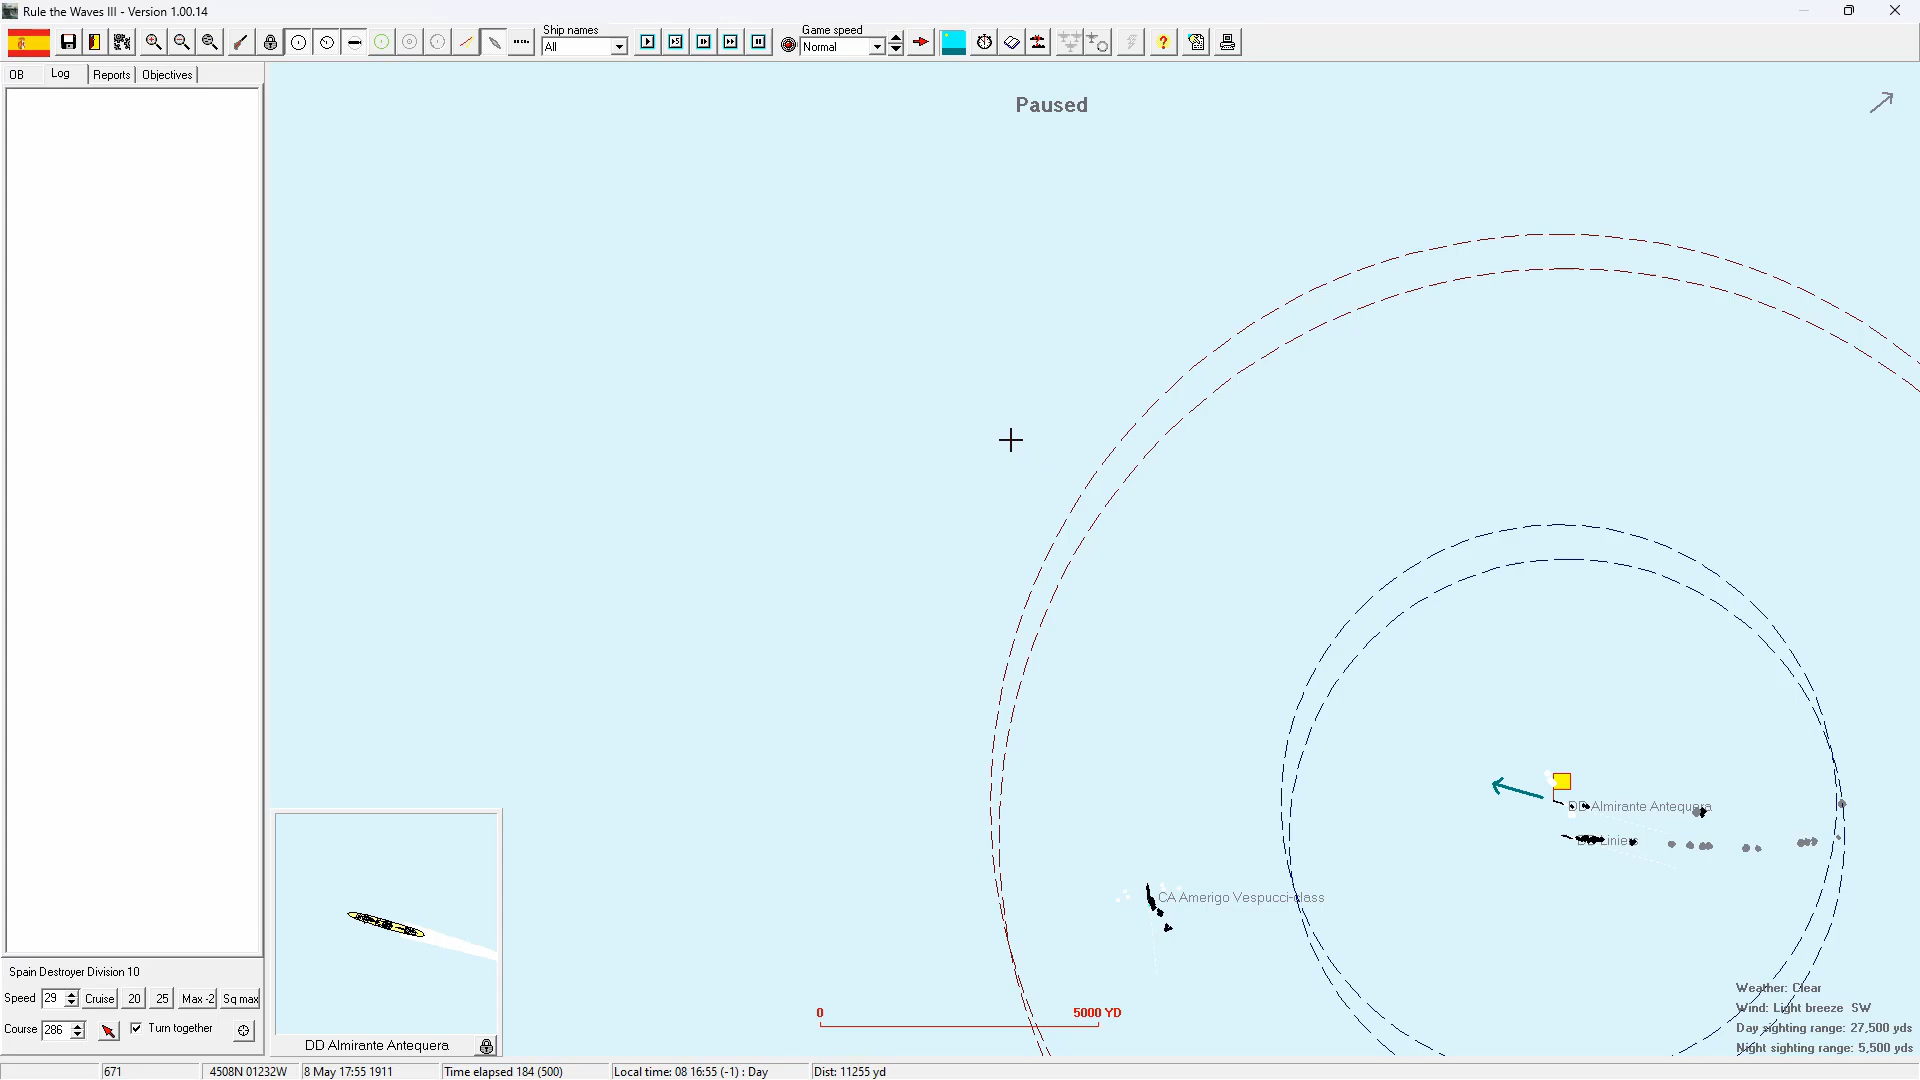 Rule the Waves III - Version 1.00.14
Ship names
All
Game speed
Normal
OB
Log
Reports
Objectives
Paused
DD Almirante Antequera
DD Liniers
CA Amerigo Vespucci-class
0
5000 YD
Weather: Clear
Wind: Light breeze SW
Day sighting range: 27,500 yds
Night sighting range: 5,500 yds
Spain Destroyer Division 10
Speed 29 Cruise 20 25 Max -2 Sq max
Course 286 Turn together
DD Almirante Antequera
671
4508N 01232W
8 May 17:55 1911
Time elapsed 184 (500)
Local time: 08 16:55 (-1) : Day
Dist: 11255 yd